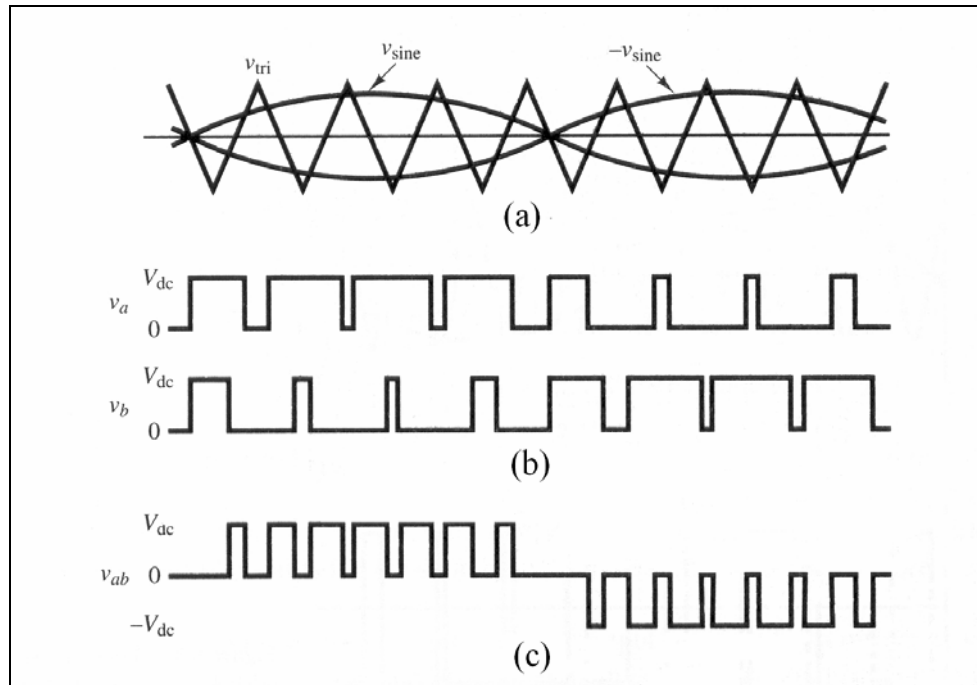 v_tri v_sine −v_sine
(a)
V_dc
v_a
0
V_dc
v_b
0
(b)
V_dc
v_ab 0
−V_dc
(c)